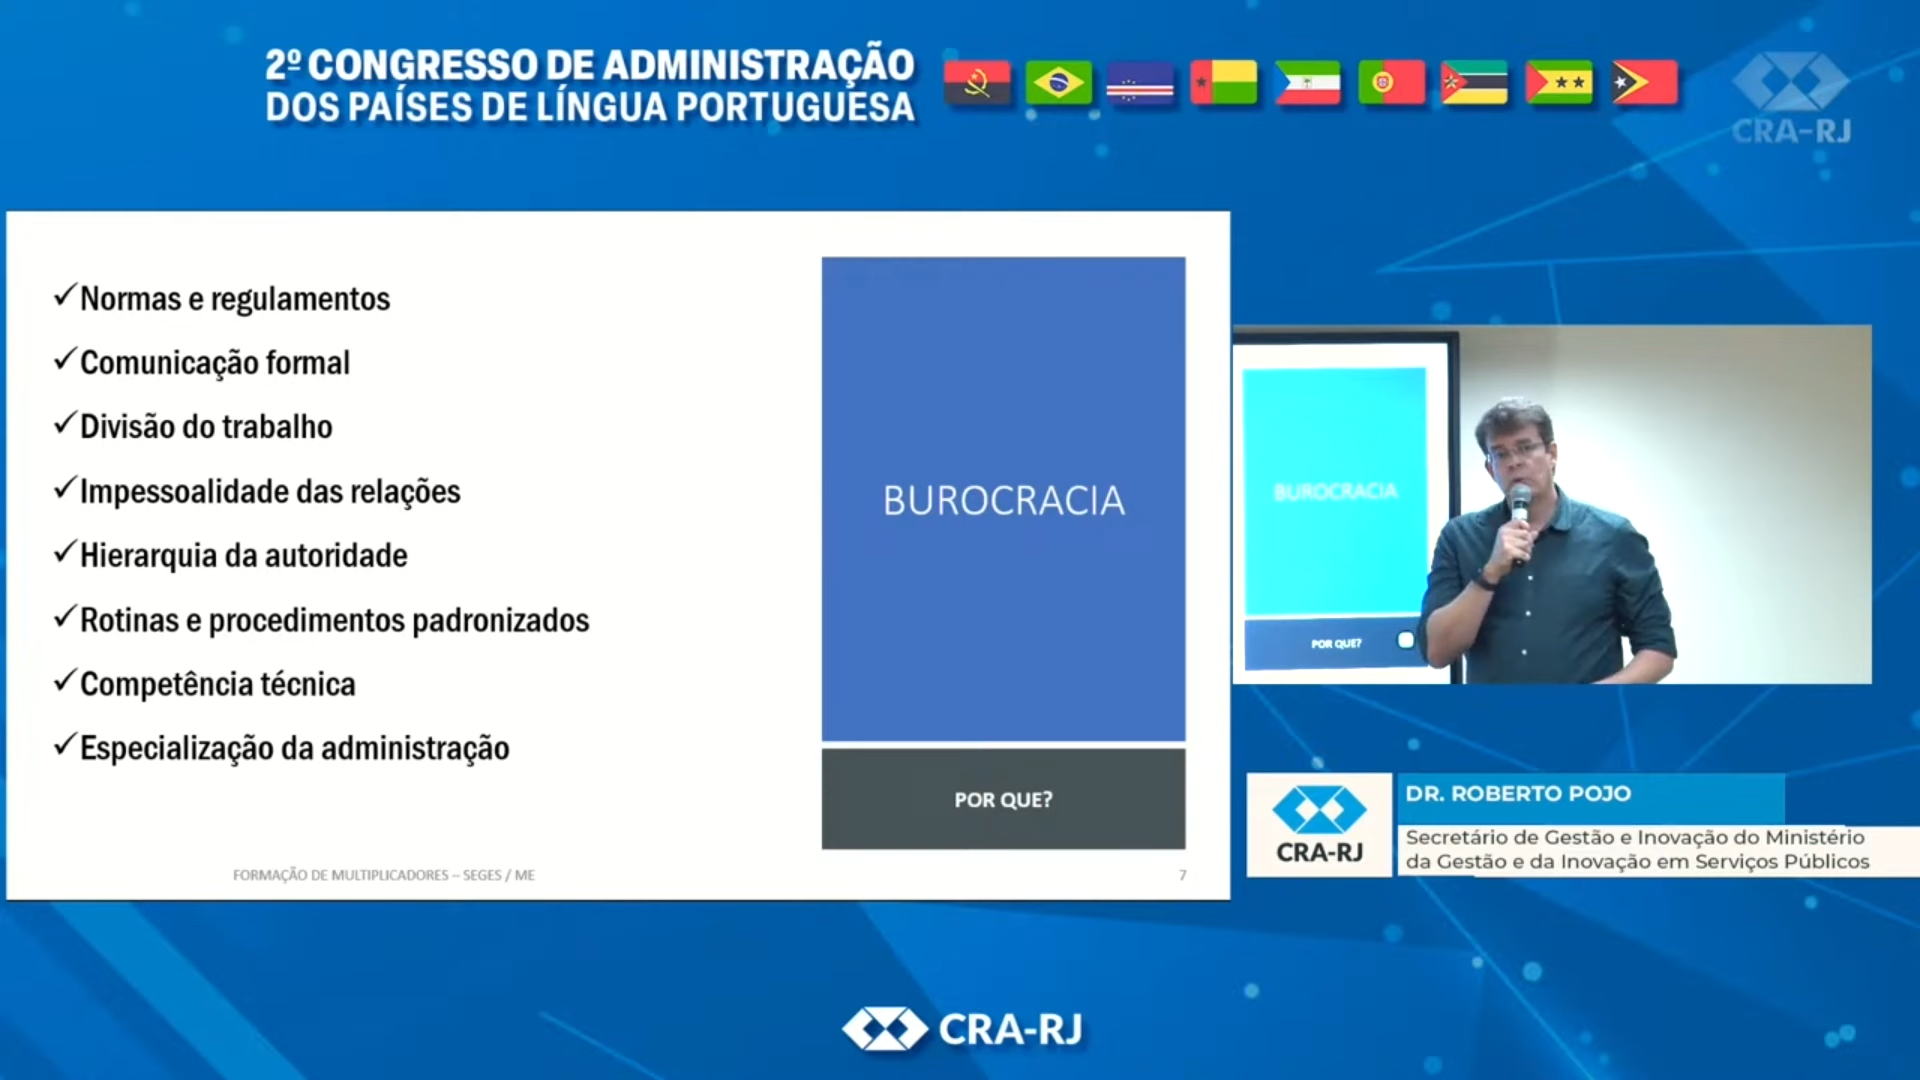 2º CONGRESSO DE ADMINISTRAÇÃO
DOS PAÍSES DE LÍNGUA PORTUGUESA
CRA-RJ
✓Normas e regulamentos
✓Comunicação formal
✓Divisão do trabalho
✓Impessoalidade das relações
✓Hierarquia da autoridade
✓Rotinas e procedimentos padronizados
✓Competência técnica
✓Especialização da administração
BUROCRACIA
POR QUE?
FORMAÇÃO DE MULTIPLICADORES – SEGES / ME
7
BUROCRACIA
POR QUE?
CRA-RJ
DR. ROBERTO POJO
Secretário de Gestão e Inovação do Ministério
da Gestão e da Inovação em Serviços Públicos
CRA-RJ